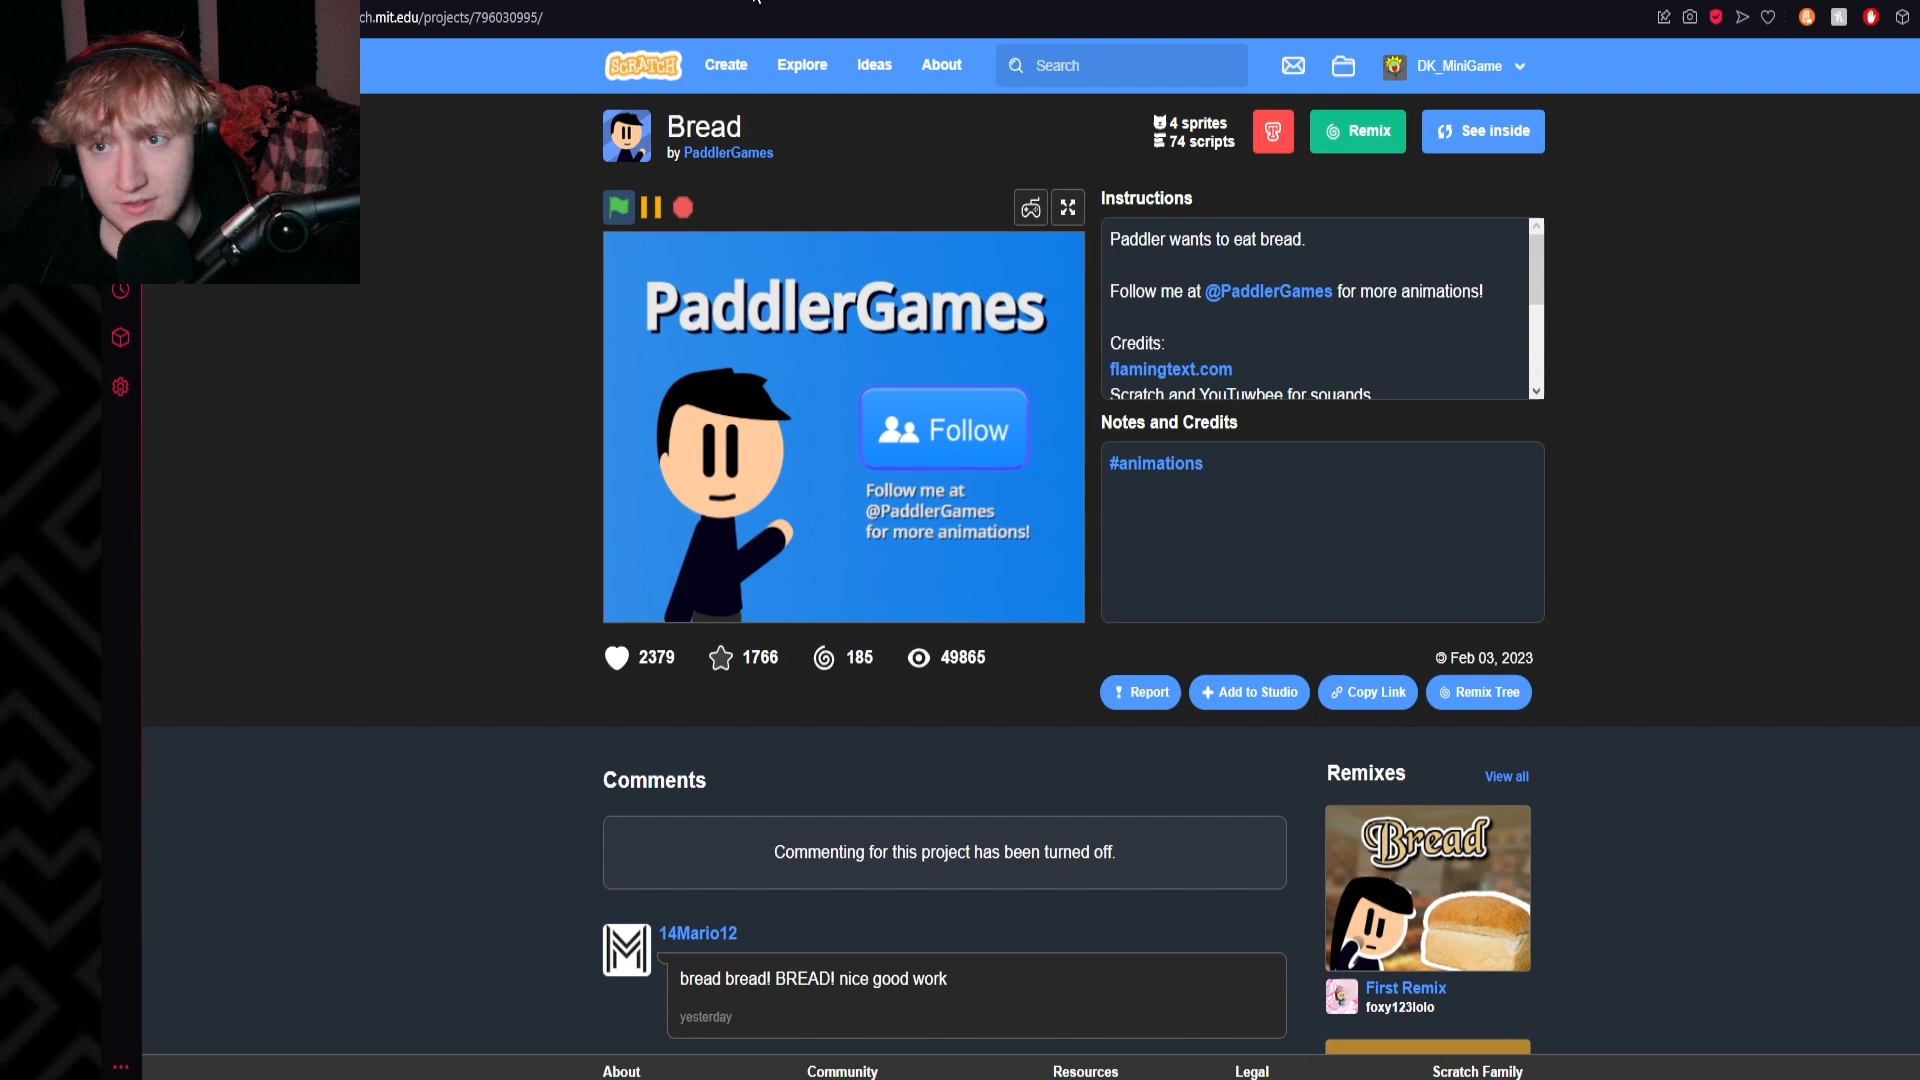 ch.mit.edu/projects/796030995/
SCRATCH
Create
Explore
Ideas
About
Search
DK_MiniGame
Bread
by PaddlerGames
4 sprites
74 scripts
Remix
See inside
PaddlerGames
Follow
Follow me at
@PaddlerGames
for more animations!
Instructions
Paddler wants to eat bread.
Follow me at @PaddlerGames for more animations!
Credits:
flamingtext.com
Scratch and YouTuwbee for souands
Notes and Credits
#animations
2379
1766
185
49865
© Feb 03, 2023
Report
Add to Studio
Copy Link
Remix Tree
Comments
Commenting for this project has been turned off.
14Mario12
bread bread! BREAD! nice good work
yesterday
Remixes
View all
Bread
First Remix
foxy123lolo
About
Community
Resources
Legal
Scratch Family